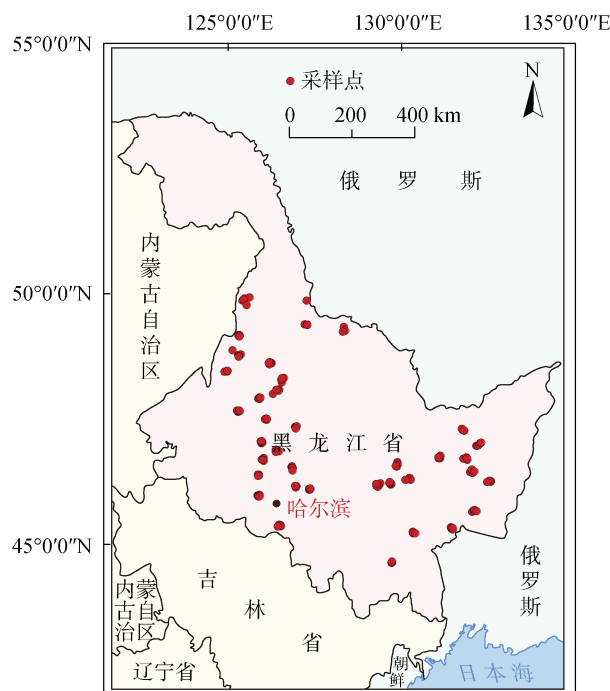 125°0′0″E 130°0′0″E 135°0′0″E
55°0′0″N
N
采样点
0 200 400 km
俄罗斯
内蒙古自治区
50°0′0″N
黑龙江省
哈尔滨
45°0′0″N
俄罗斯
吉林省
内蒙
古自
治区
辽宁省
朝鲜
日本海